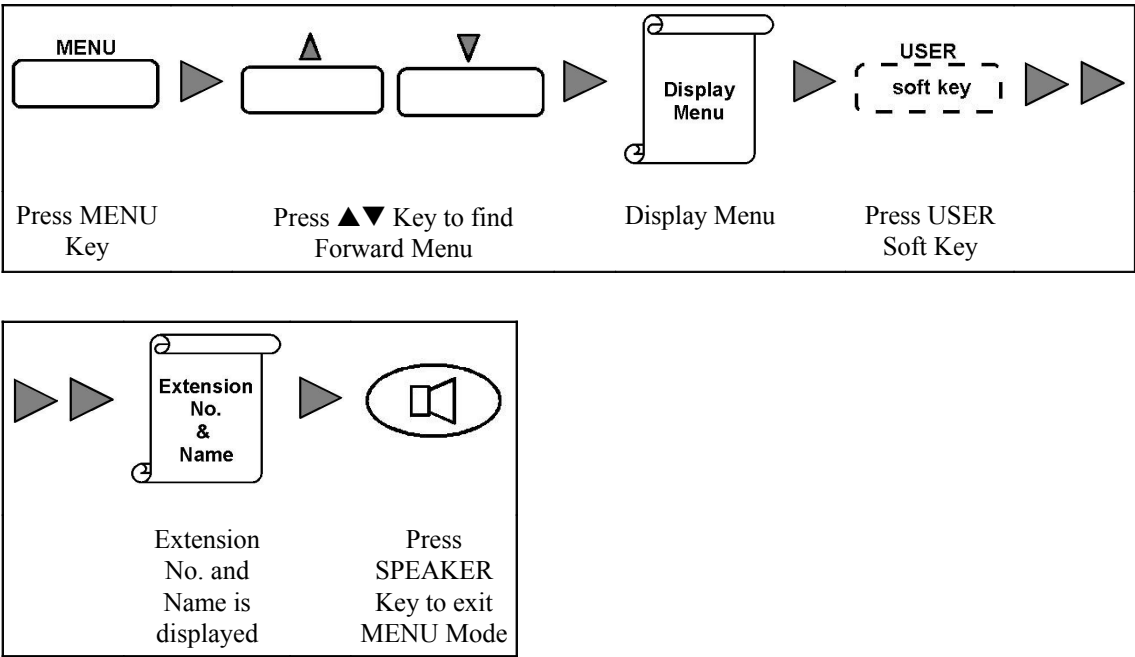 MENU
Display
Menu
USER
soft key
Press MENU
Key
Press ▲▼ Key to find
Forward Menu
Display Menu
Press USER
Soft Key
Extension
No.
&
Name
Extension
No. and
Name is
displayed
Press
SPEAKER
Key to exit
MENU Mode